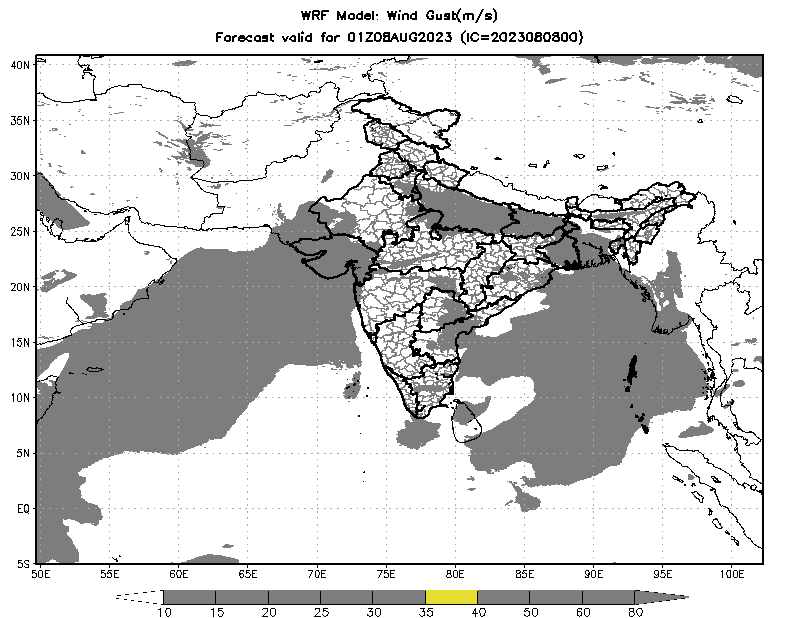 WRF Model: Wind Gust(m/s)
Forecast valid for 01Z08AUG2023 (IC=2023080800)
40N
35N
30N
25N
20N
15N
10N
5N
EQ
5S
50E 55E 60E 65E 70E 75E 80E 85E 90E 95E 100E
10 15 20 25 30 35 40 50 60 80